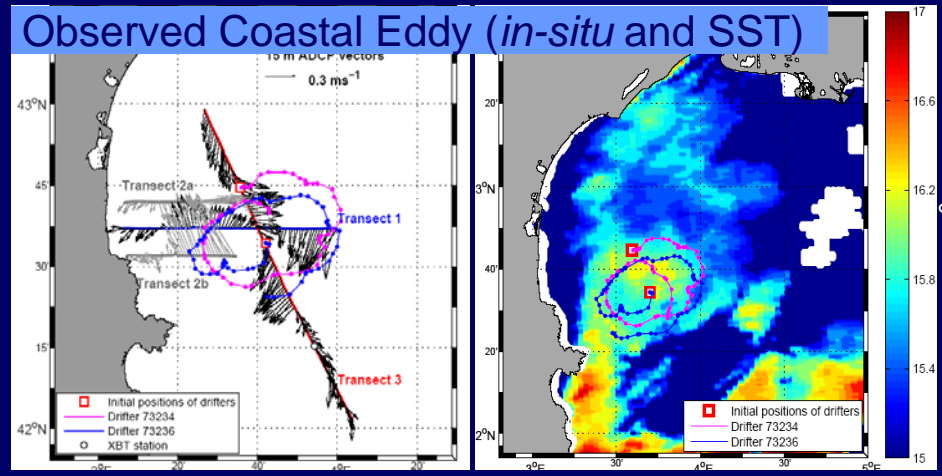 Observed Coastal Eddy (in-situ and SST)
15 m ADCP vectors
0.3 ms⁻¹
43°N
45'
30'
15'
42°N
Transect 2a
Transect 1
Transect 2b
Transect 3
Initial positions of drifters
Drifter 73234
Drifter 73236
XBT station
20'
40'
20'
20'
3°N
40'
20'
2°N
Initial positions of drifters
Drifter 73234
Drifter 73236
3°E
30'
17
16.6
16.2
15.8
15.4
15